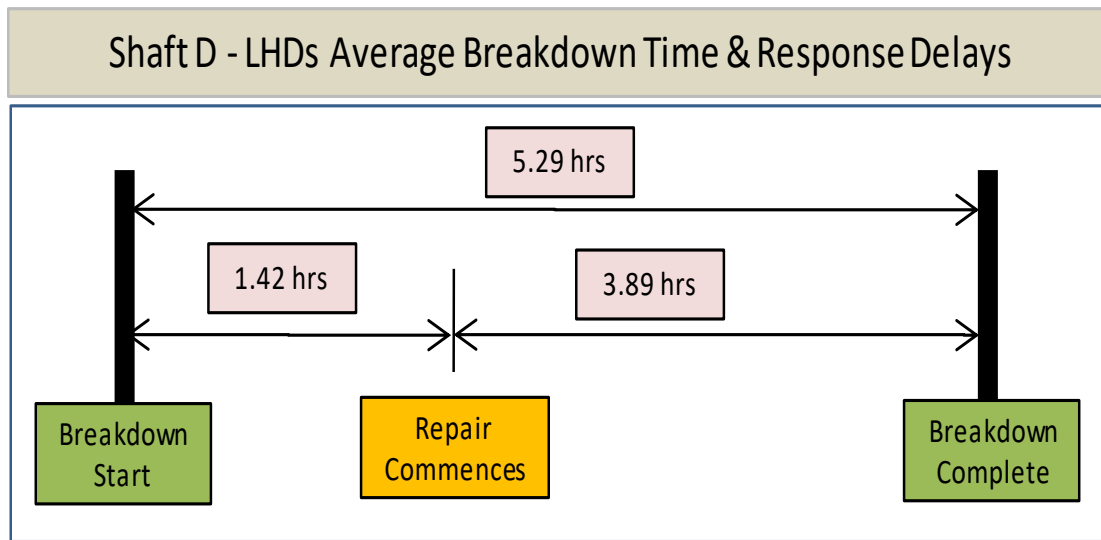 Shaft D - LHDs Average Breakdown Time & Response Delays
5.29 hrs
1.42 hrs
3.89 hrs
Breakdown
Start
Repair
Commences
Breakdown
Complete